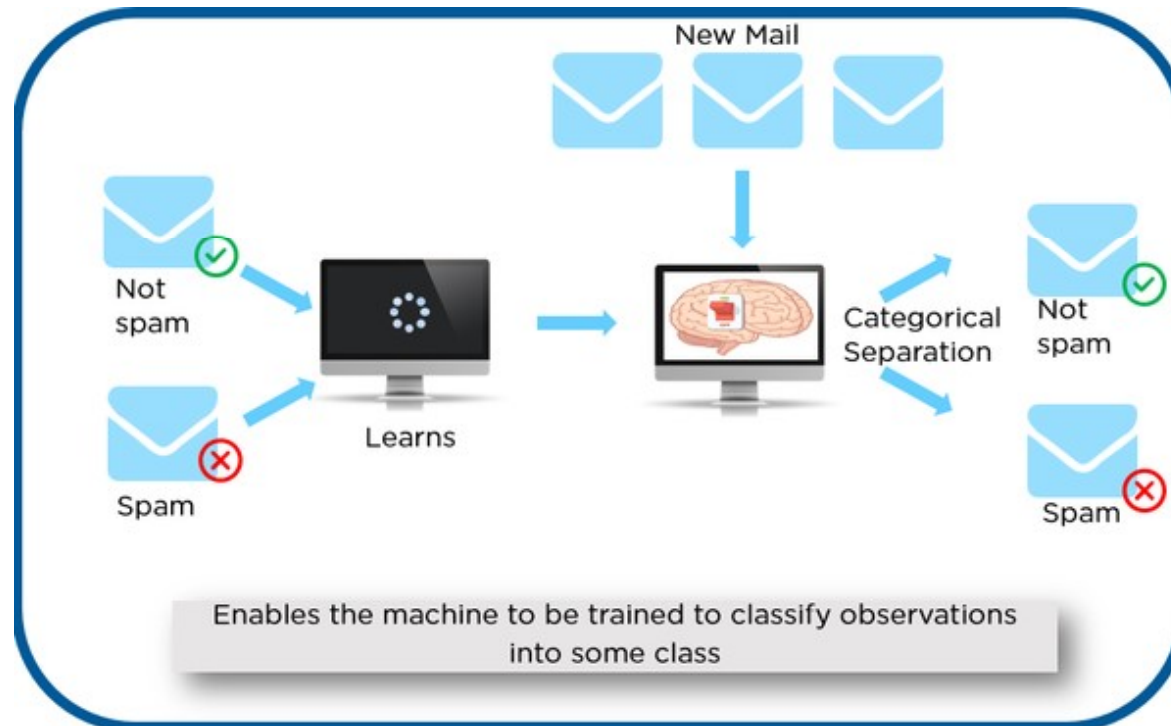 New Mail
Not
spam
Spam
Learns
Categorical
Separation
Not
spam
Spam
Enables the machine to be trained to classify observations
into some class